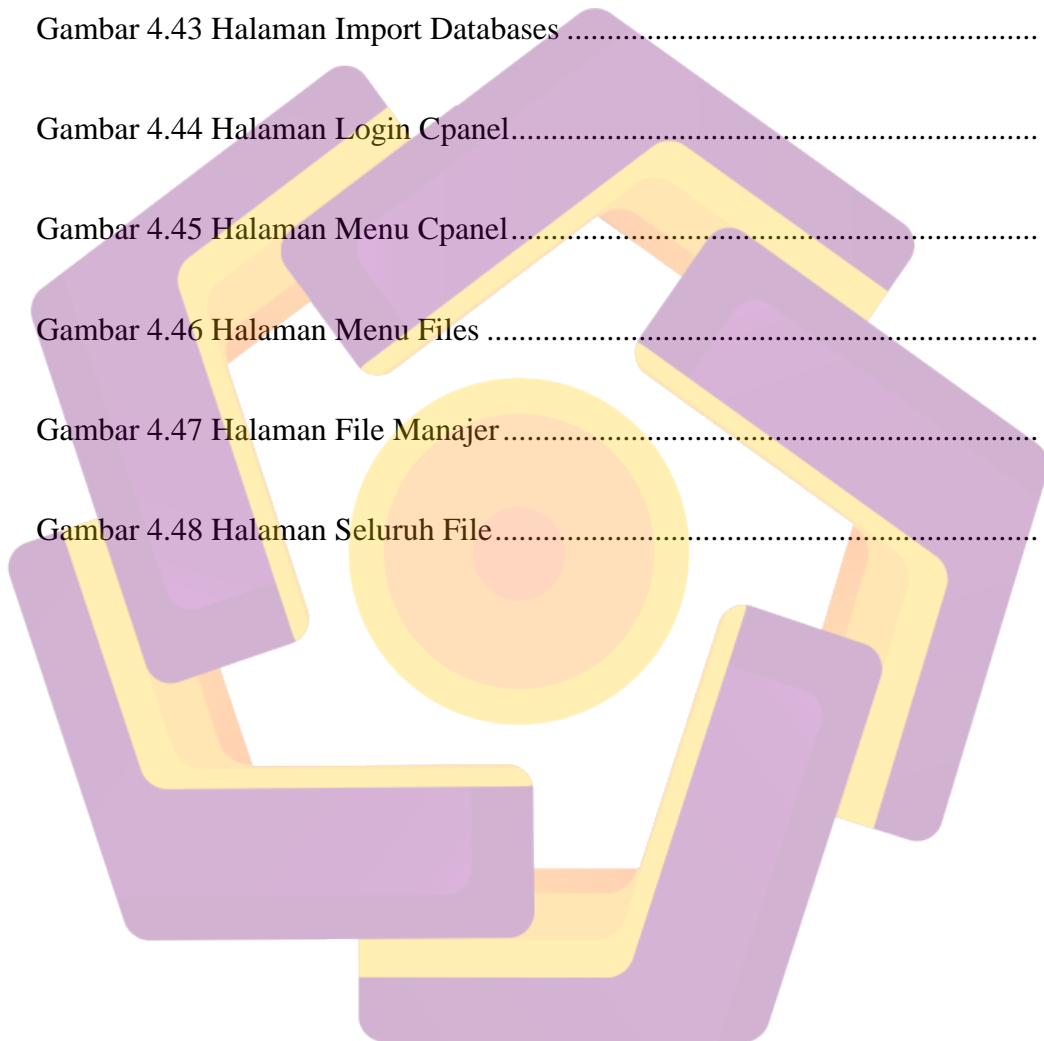 Gambar 4.43 Halaman Import Databases ..........................................................
Gambar 4.44 Halaman Login Cpanel.................................................................
Gambar 4.45 Halaman Menu Cpanel.................................................................
Gambar 4.46 Halaman Menu Files ....................................................................
Gambar 4.47 Halaman File Manajer..................................................................
Gambar 4.48 Halaman Seluruh File...................................................................